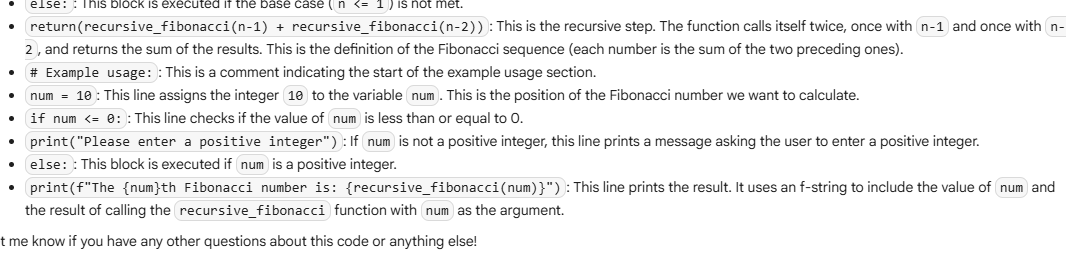 else: : This block is executed if the base case ( n <= 1 ) is not met.
return(recursive_fibonacci(n-1) + recursive_fibonacci(n-2)) : This is the recursive step. The function calls itself twice, once with n-1 and once with n-
2 , and returns the sum of the results. This is the definition of the Fibonacci sequence (each number is the sum of the two preceding ones).
# Example usage: : This is a comment indicating the start of the example usage section.
num = 10 : This line assigns the integer 10 to the variable num . This is the position of the Fibonacci number we want to calculate.
if num <= 0: : This line checks if the value of num is less than or equal to 0.
print("Please enter a positive integer") : If num is not a positive integer, this line prints a message asking the user to enter a positive integer.
else: : This block is executed if num is a positive integer.
print(f"The {num}th Fibonacci number is: {recursive_fibonacci(num)}") : This line prints the result. It uses an f-string to include the value of num and
the result of calling the recursive_fibonacci function with num as the argument.
t me know if you have any other questions about this code or anything else!